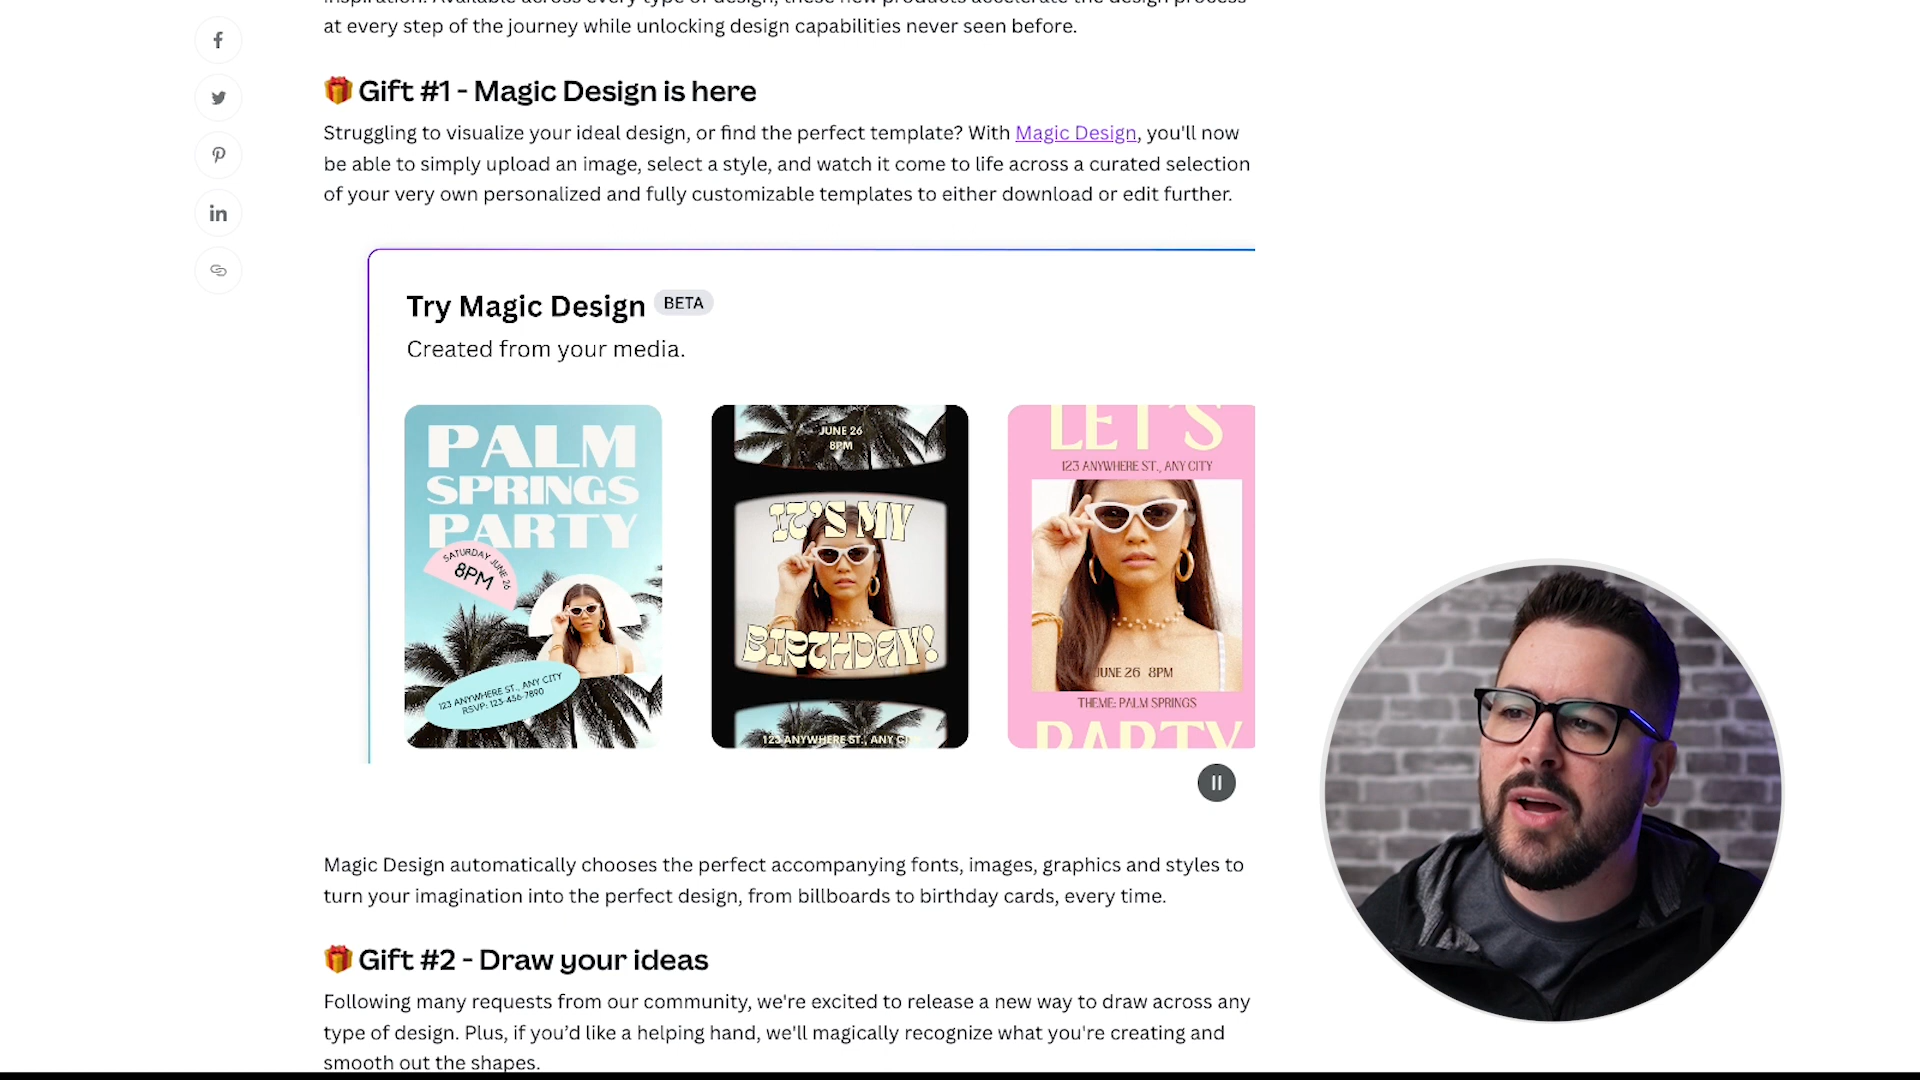 at every step of the journey while unlocking design capabilities never seen before.
Gift #1 - Magic Design is here
Struggling to visualize your ideal design, or find the perfect template? With Magic Design, you'll now
be able to simply upload an image, select a style, and watch it come to life across a curated selection
of your very own personalized and fully customizable templates to either download or edit further.
Try Magic Design BETA
Created from your media.
PALM
SPRINGS
PARTY
SATURDAY JUNE 26
8PM
123 ANYWHERE ST., ANY CITY
RSVP: 123-456-7890
JUNE 26
8PM
IT'S MY
BIRTHDAY!
123 ANYWHERE ST., ANY
LET'S
123 ANYWHERE ST., ANY CITY
JUNE 26 8PM
THEME: PALM SPRINGS
PARTY
Magic Design automatically chooses the perfect accompanying fonts, images, graphics and styles to
turn your imagination into the perfect design, from billboards to birthday cards, every time.
Gift #2 - Draw your ideas
Following many requests from our community, we're excited to release a new way to draw across any
type of design. Plus, if you’d like a helping hand, we'll magically recognize what you're creating and
smooth out the shapes.